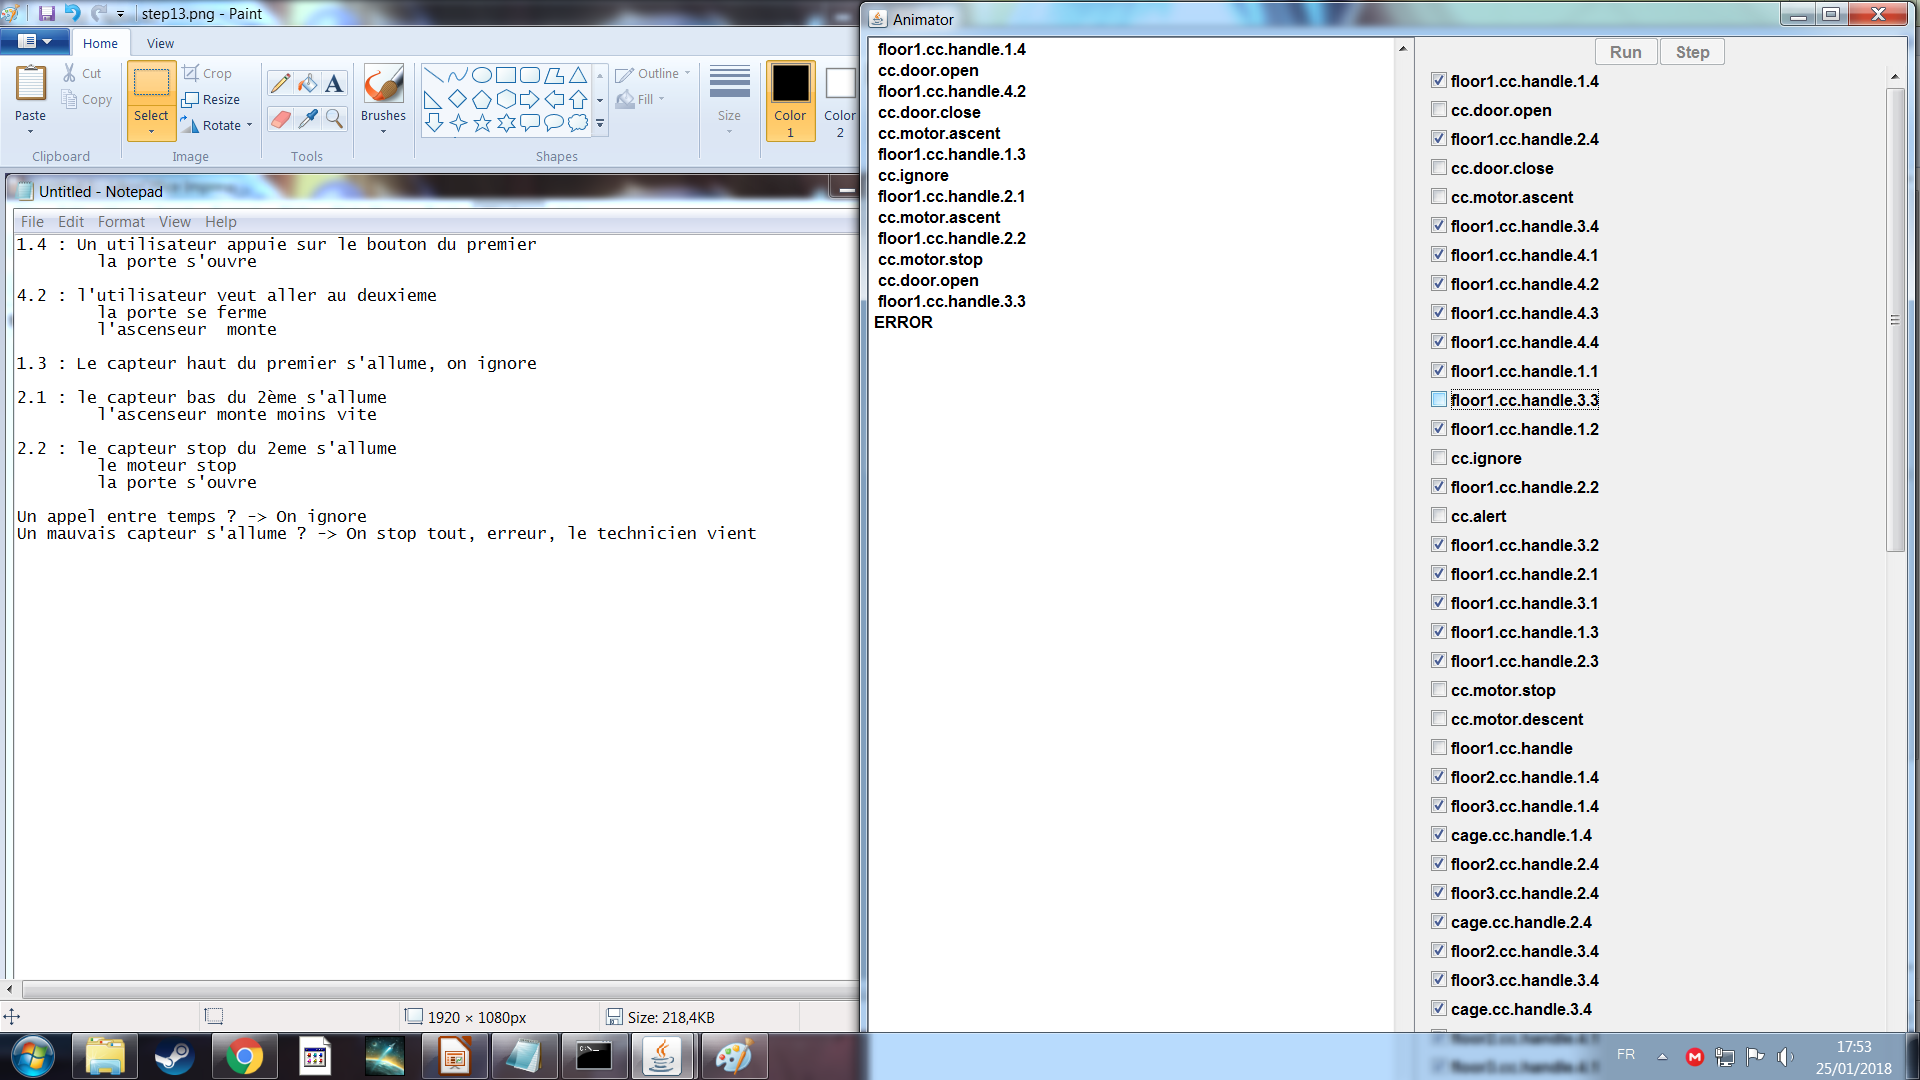 step13.png - Paint
Home
View
Paste
Cut
Copy
Clipboard
Select
Crop
Resize
Rotate
Image
Tools
Brushes
Outline
Fill
Shapes
Size
Color
1
Color
2
Untitled - Notepad
File Edit Format View Help
1.4 : Un utilisateur appuie sur le bouton du premier
la porte s'ouvre
4.2 : l'utilisateur veut aller au deuxieme
la porte se ferme
l'ascenseur  monte
1.3 : Le capteur haut du premier s'allume, on ignore
2.1 : le capteur bas du 2ème s'allume
l'ascenseur monte moins vite
2.2 : le capteur stop du 2eme s'allume
le moteur stop
la porte s'ouvre
Un appel entre temps ? -> On ignore
Un mauvais capteur s'allume ? -> On stop tout, erreur, le technicien vient
1920 × 1080px
Size: 218,4KB
Animator
floor1.cc.handle.1.4
cc.door.open
floor1.cc.handle.4.2
cc.door.close
cc.motor.ascent
floor1.cc.handle.1.3
cc.ignore
floor1.cc.handle.2.1
cc.motor.ascent
floor1.cc.handle.2.2
cc.motor.stop
cc.door.open
floor1.cc.handle.3.3
ERROR
Run Step
floor1.cc.handle.1.4
cc.door.open
floor1.cc.handle.2.4
cc.door.close
cc.motor.ascent
floor1.cc.handle.3.4
floor1.cc.handle.4.1
floor1.cc.handle.4.2
floor1.cc.handle.4.3
floor1.cc.handle.4.4
floor1.cc.handle.1.1
floor1.cc.handle.3.3
floor1.cc.handle.1.2
cc.ignore
floor1.cc.handle.2.2
cc.alert
floor1.cc.handle.3.2
floor1.cc.handle.2.1
floor1.cc.handle.3.1
floor1.cc.handle.1.3
floor1.cc.handle.2.3
cc.motor.stop
cc.motor.descent
floor1.cc.handle
floor2.cc.handle.1.4
floor3.cc.handle.1.4
cage.cc.handle.1.4
floor2.cc.handle.2.4
floor3.cc.handle.2.4
cage.cc.handle.2.4
floor2.cc.handle.3.4
floor3.cc.handle.3.4
cage.cc.handle.3.4
FR
17:53
25/01/2018